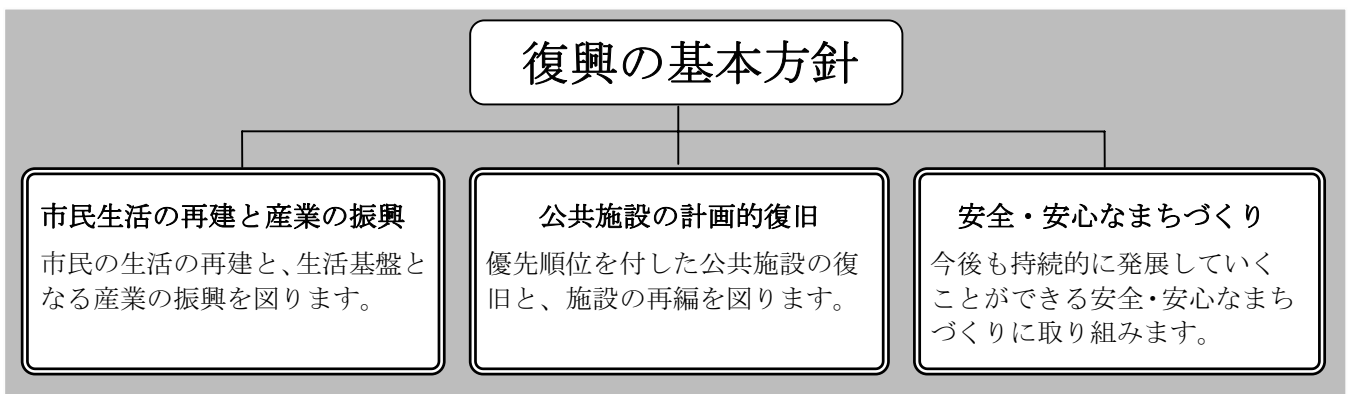 復興の基本方針
市民生活の再建と産業の振興
市民の生活の再建と、生活基盤と
なる産業の振興を図ります。
公共施設の計画的復旧
優先順位を付した公共施設の復
旧と、施設の再編を図ります。
安全・安心なまちづくり
今後も持続的に発展していく
ことができる安全・安心なまち
づくりに取り組みます。